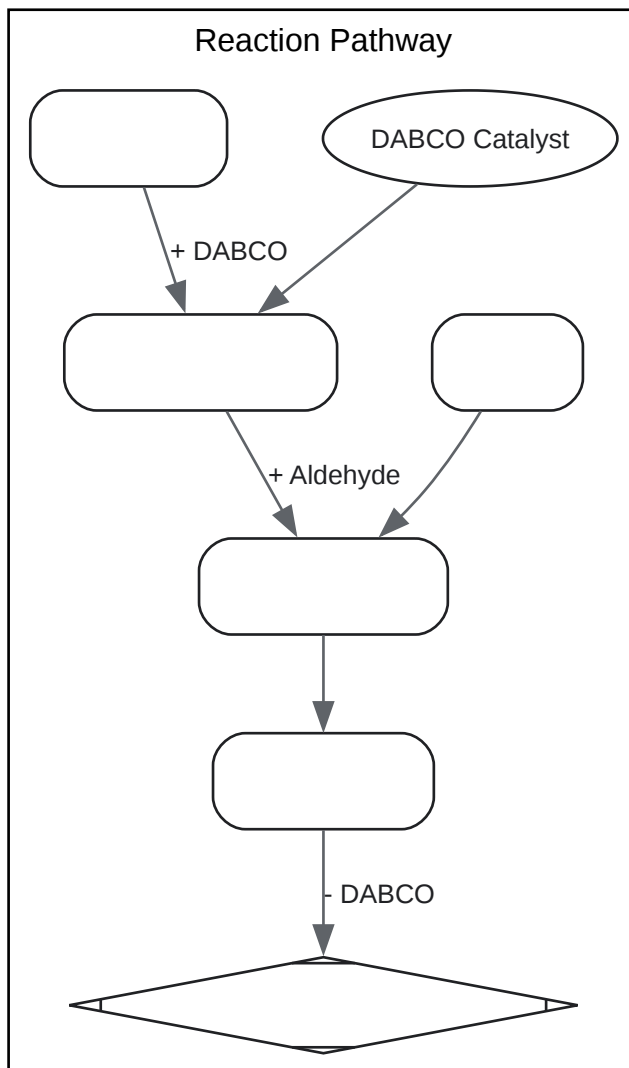 Reaction Pathway
DABCO Catalyst
+ DABCO
+ Aldehyde
- DABCO